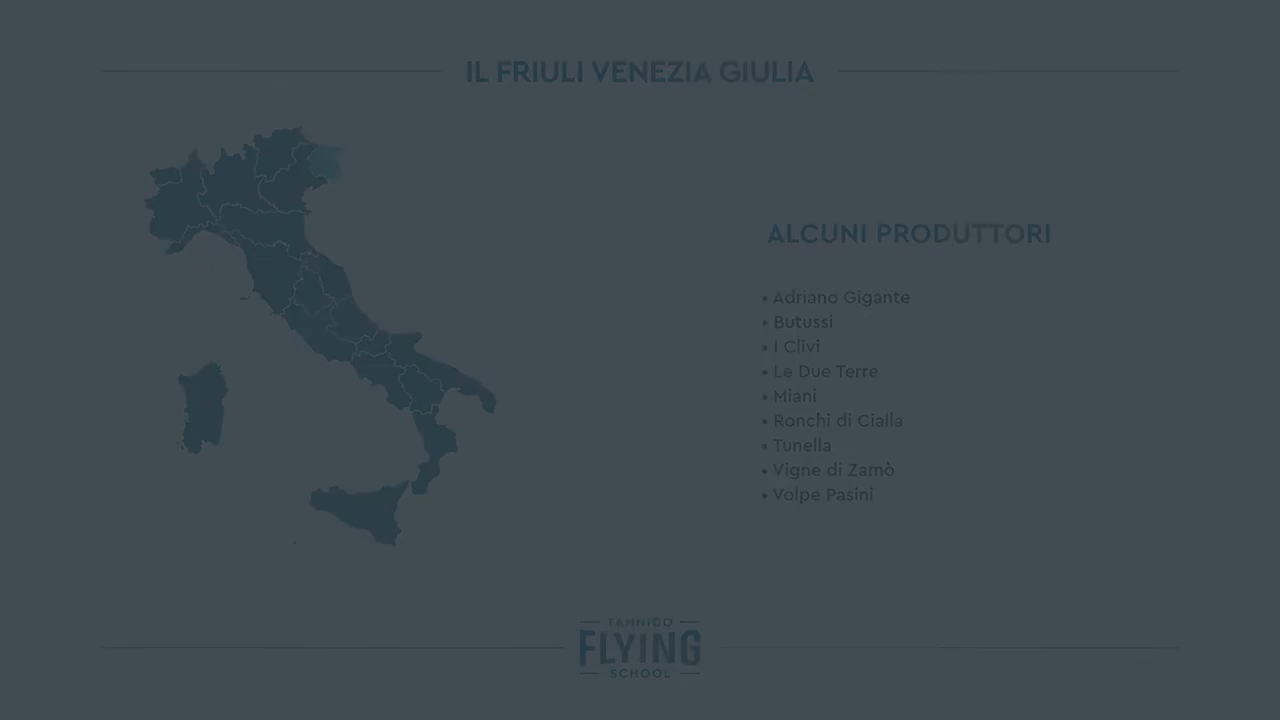 IL FRIULI VENEZIA GIULIA
ALCUNI PRODUTTORI
• Adriano Gigante
• Butussi
• I Clivi
• Le Due Terre
• Miani
• Ronchi di Cialla
• Tunella
• Vigne di Zamò
• Volpe Pasini
TANNICO
FLYING
SCHOOL